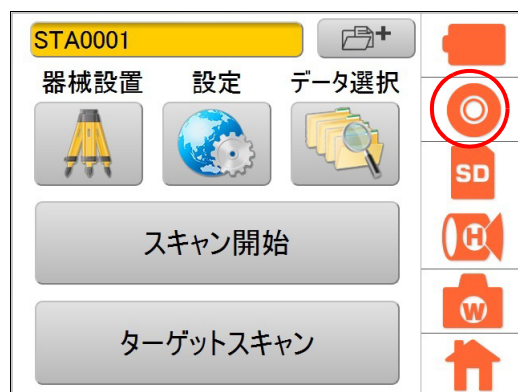 STA0001
器械設置 設定 データ選択
スキャン開始
ターゲットスキャン
SD
H
W